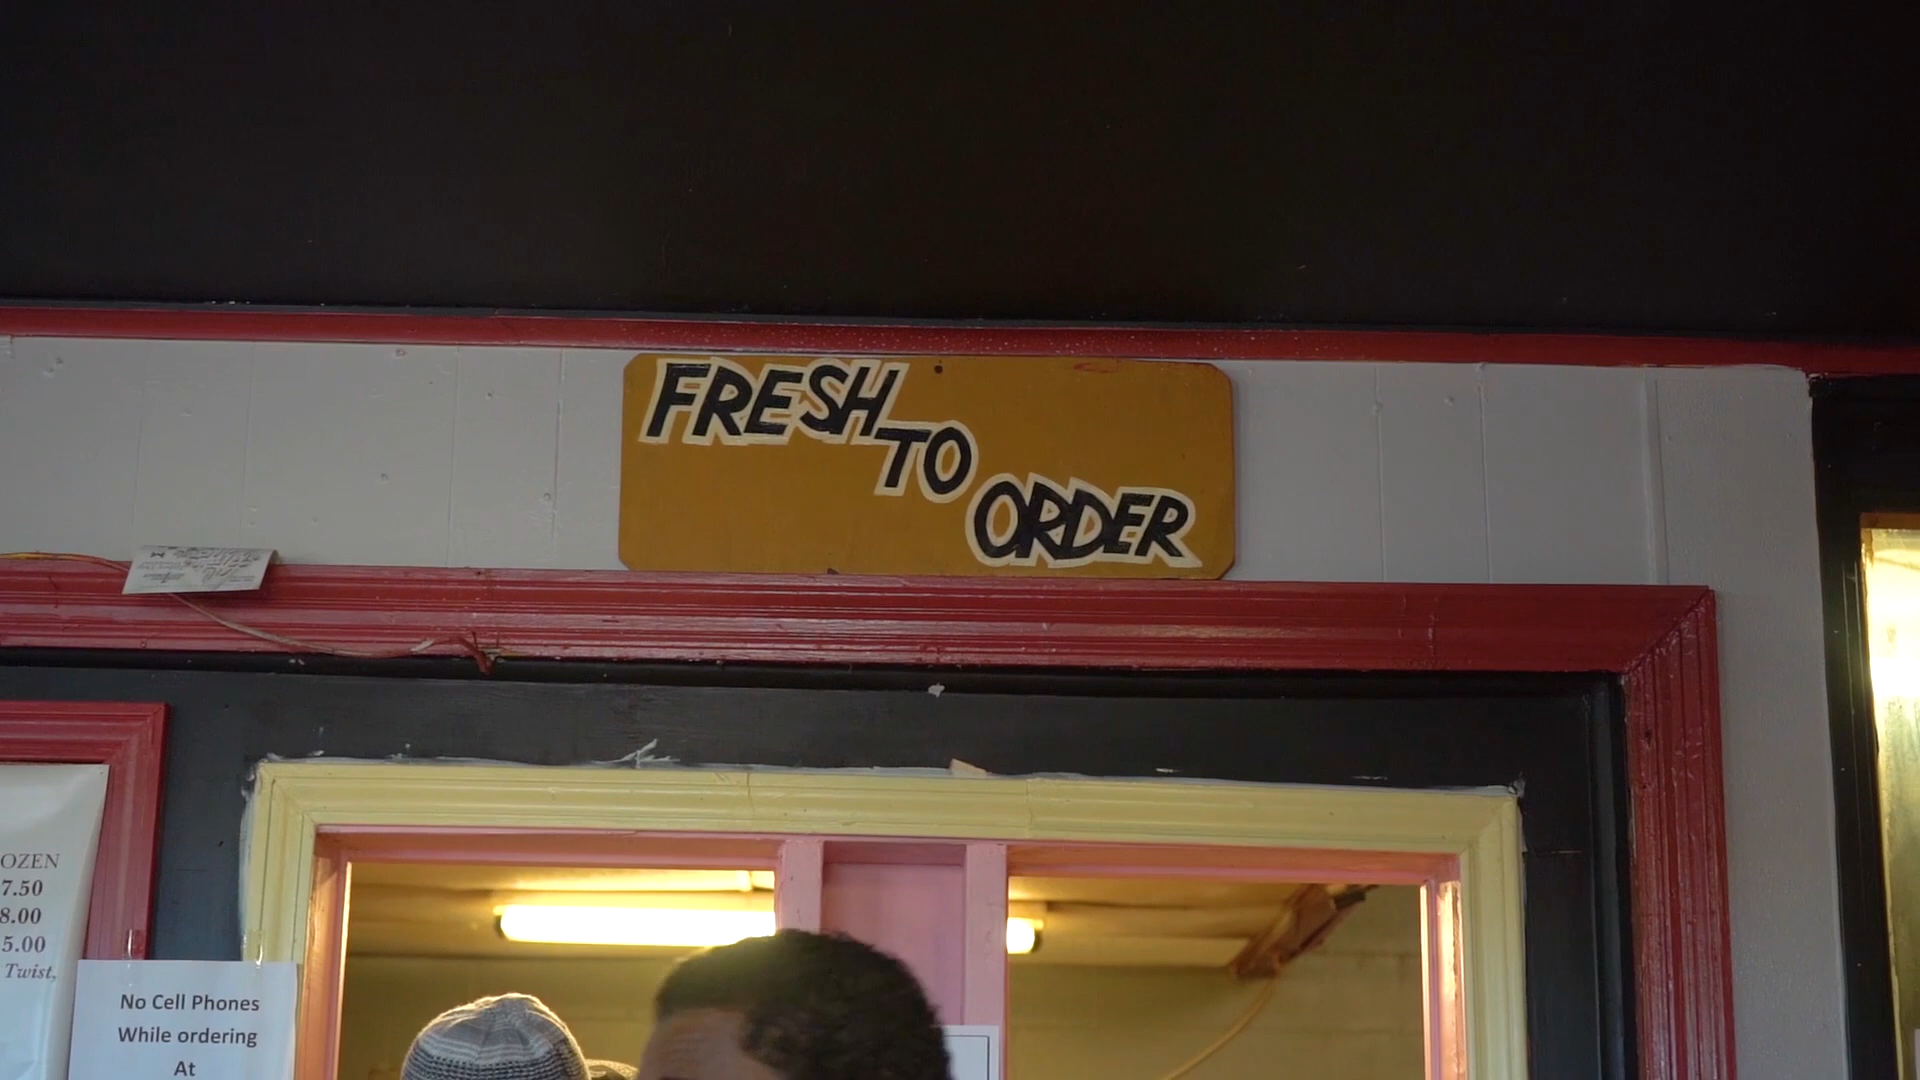 FRESH
TO
ORDER
OZEN
7.50
8.00
5.00
Twist,
No Cell Phones
While ordering
At